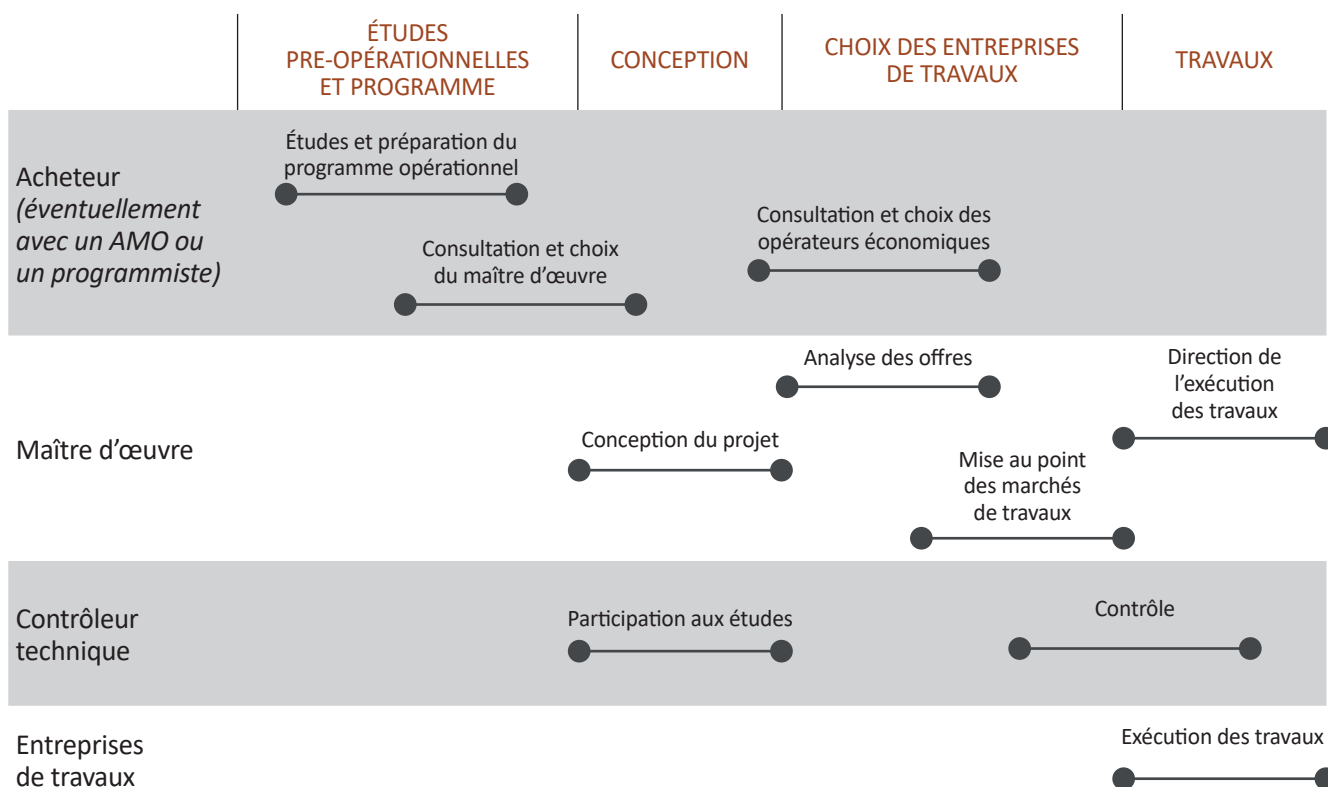 ÉTUDES
PRE-OPÉRATIONNELLES
ET PROGRAMME
CONCEPTION
CHOIX DES ENTREPRISES
DE TRAVAUX
TRAVAUX
Acheteur
(éventuellement
avec un AMO ou
un programmiste)
Études et préparation du
programme opérationnel
Consultation et choix
du maître d'œuvre
Consultation et choix des
opérateurs économiques
Maître d'œuvre
Analyse des offres
Direction de
l'exécution
des travaux
Conception du projet
Mise au point
des marchés
de travaux
Contrôleur
technique
Participation aux études
Contrôle
Entreprises
de travaux
Exécution des travaux